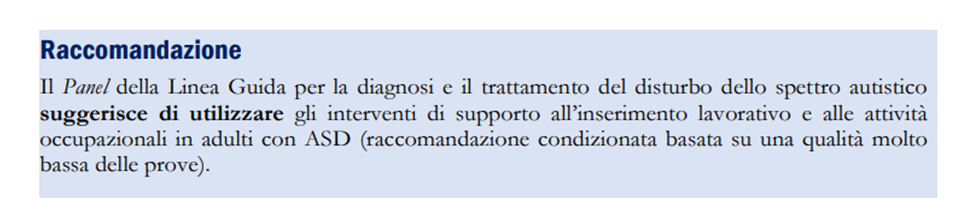 Raccomandazione
Il Panel della Linea Guida per la diagnosi e il trattamento del disturbo dello spettro autistico
suggerisce di utilizzare gli interventi di supporto all’inserimento lavorativo e alle attività
occupazionali in adulti con ASD (raccomandazione condizionata basata su una qualità molto
bassa delle prove).